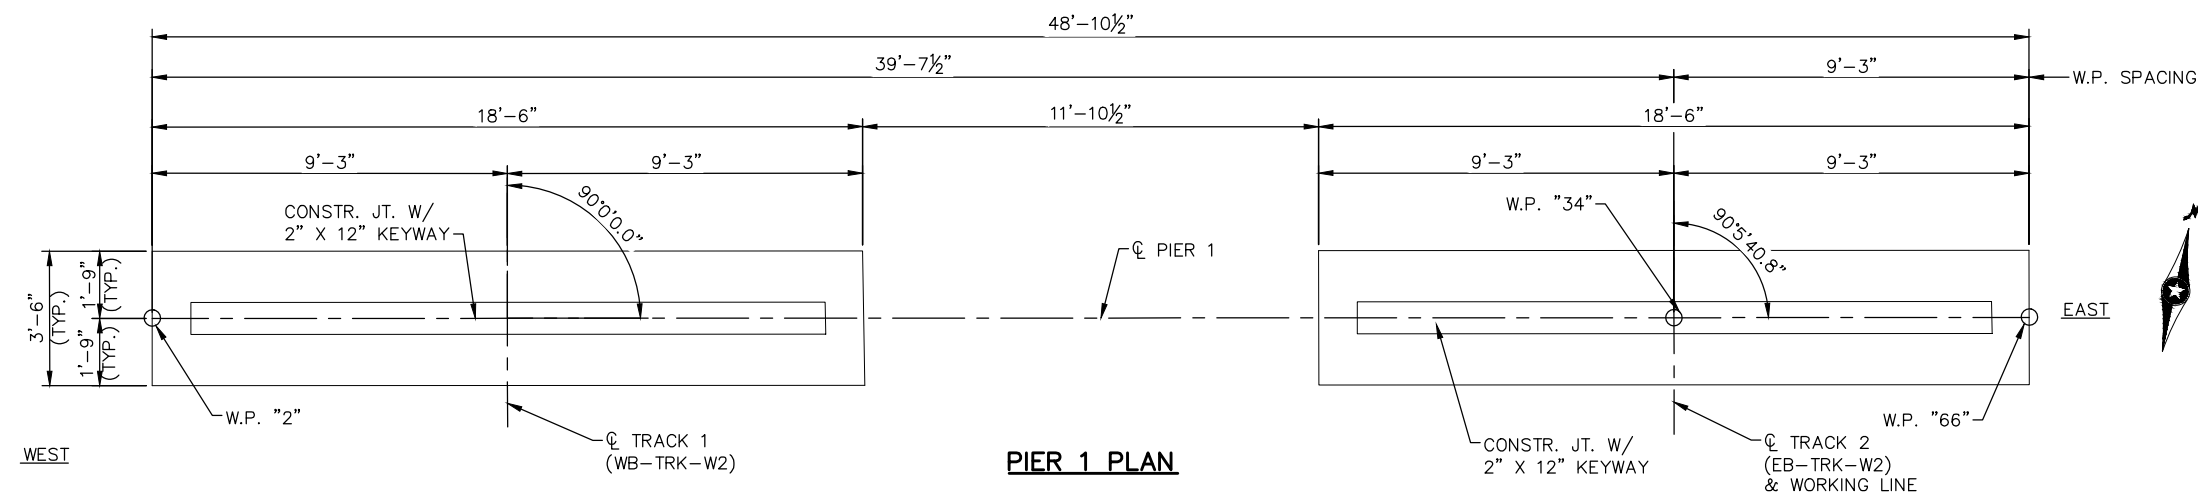 48'-10½"
39'-7½"
9'-3"
W.P. SPACING
18'-6"
11'-10½"
18'-6"
9'-3"
9'-3"
9'-3"
9'-3"
CONSTR. JT. W/
2" X 12" KEYWAY
90°0'0.0"
W.P. "34"
90°5'40.8"
℄ PIER 1
3'-6"
(TYP.)
1'-9"
(TYP.)
1'-9"
(TYP.)
EAST
W.P. "2"
W.P. "66"
WEST
℄ TRACK 1
(WB-TRK-W2)
PIER 1 PLAN
CONSTR. JT. W/
2" X 12" KEYWAY
℄ TRACK 2
(EB-TRK-W2)
& WORKING LINE